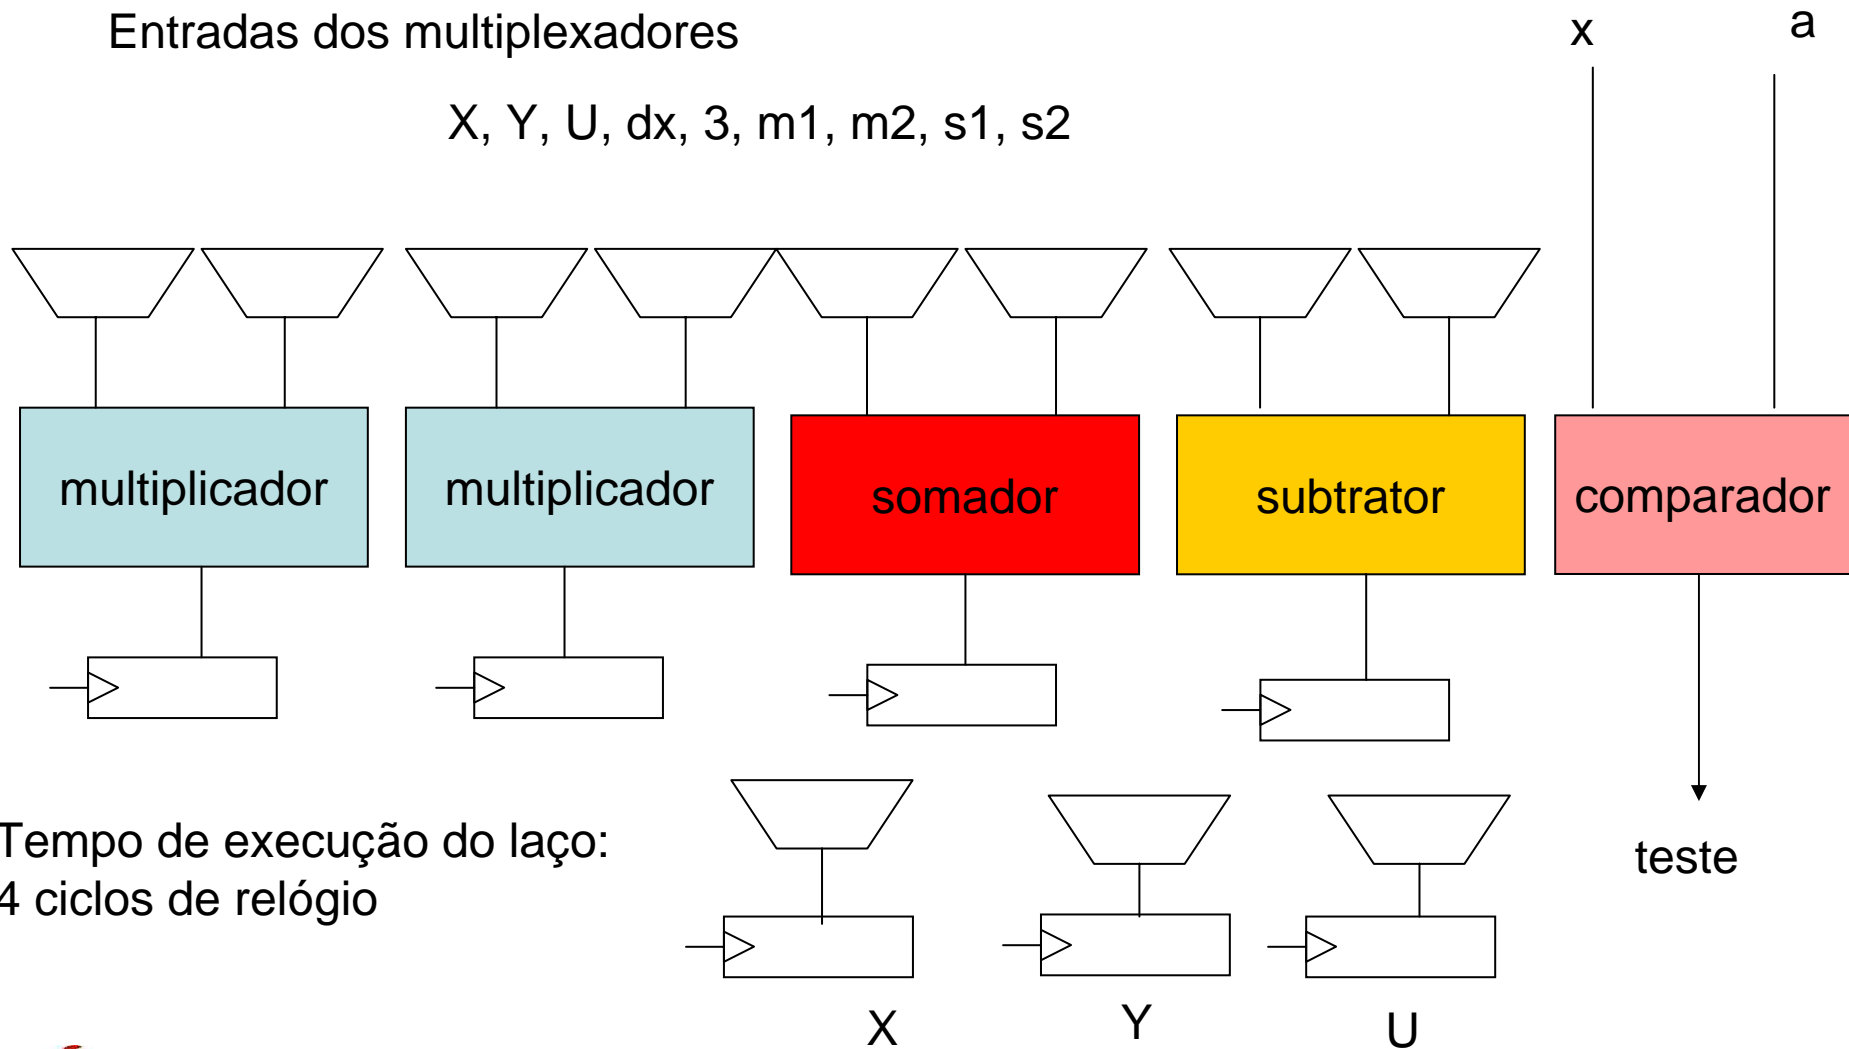 Entradas dos multiplexadores
x
a
X, Y, U, dx, 3, m1, m2, s1, s2
multiplicador
multiplicador
somador
subtrator
comparador
Tempo de execução do laço:
4 ciclos de relógio
teste
X
Y
U